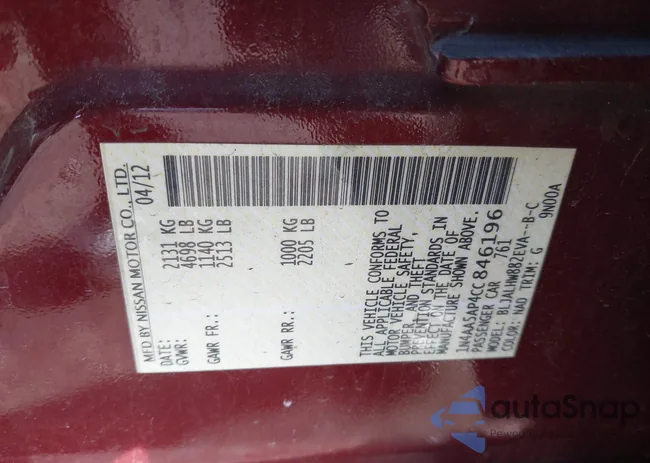 MFD BY NISSAN MOTOR CO., LTD.
04/12
GVWR: 2131 KG
4698 LB
GAWR FR.: 1140 KG
2513 LB
GAWR RR.: 1000 KG
2205 LB
THIS VEHICLE CONFORMS TO
ALL APPLICABLE FEDERAL
MOTOR VEHICLE SAFETY,
BUMPER, AND THEFT
PREVENTION STANDARDS IN
EFFECT ON THE DATE OF
MANUFACTURE SHOWN ABOVE.
1N4AA5AP4CC846196
PASSENGER CAR 761
MODEL: BLJALHW882EVA--B-C
COLOR: NAD TRIM: G 9N00A
autoSnap